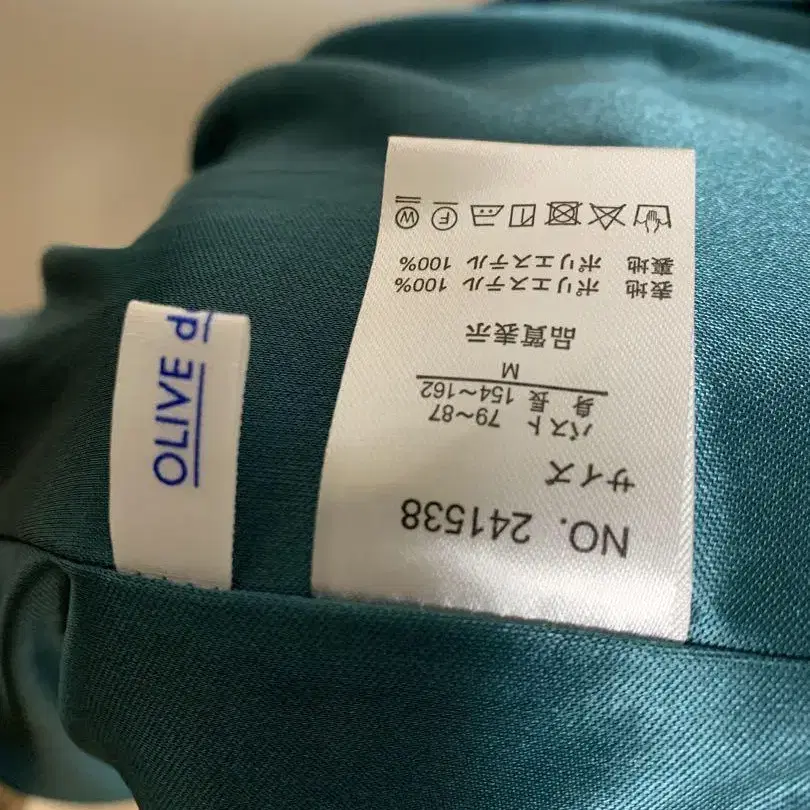 NO. 241538
サイズ
バスト 79~87
身 長 154~162
M
品質表示
表地 ポリエステル 100%
裏地 ポリエステル 100%
W F
OLIVE d